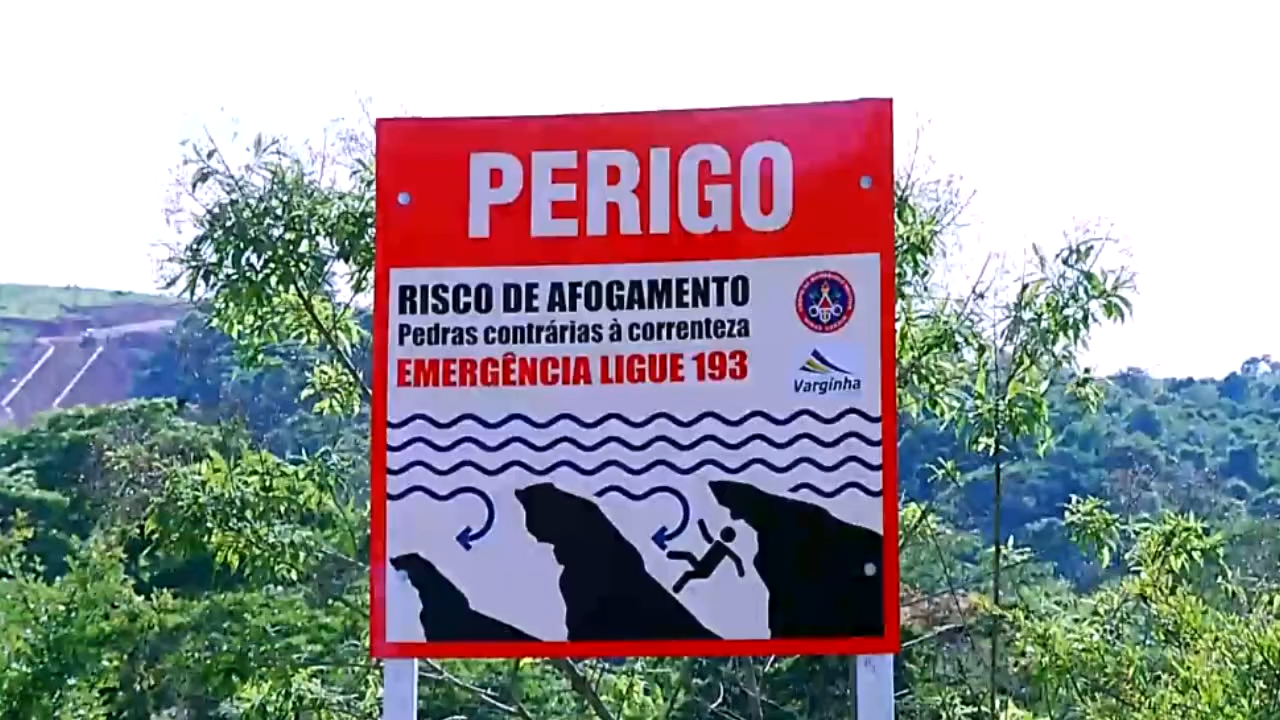 PERIGO
RISCO DE AFOGAMENTO
Pedras contrárias à correnteza
EMERGÊNCIA LIGUE 193
Varginha